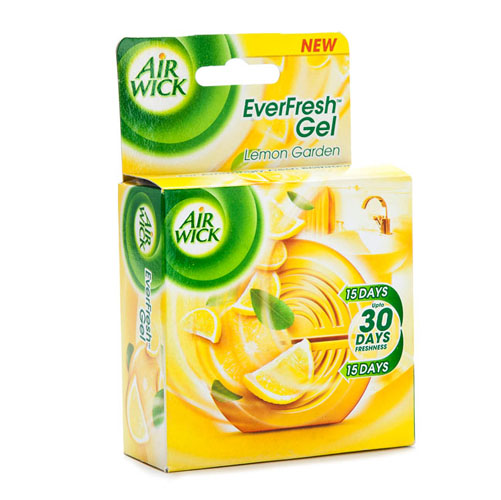 NEW
AIR
WICK
EverFresh™
Gel
Lemon Garden
AIR
WICK
15 DAYS
Upto
30
DAYS
FRESHNESS
15 DAYS
AIR
WICK
EverFresh™
Gel